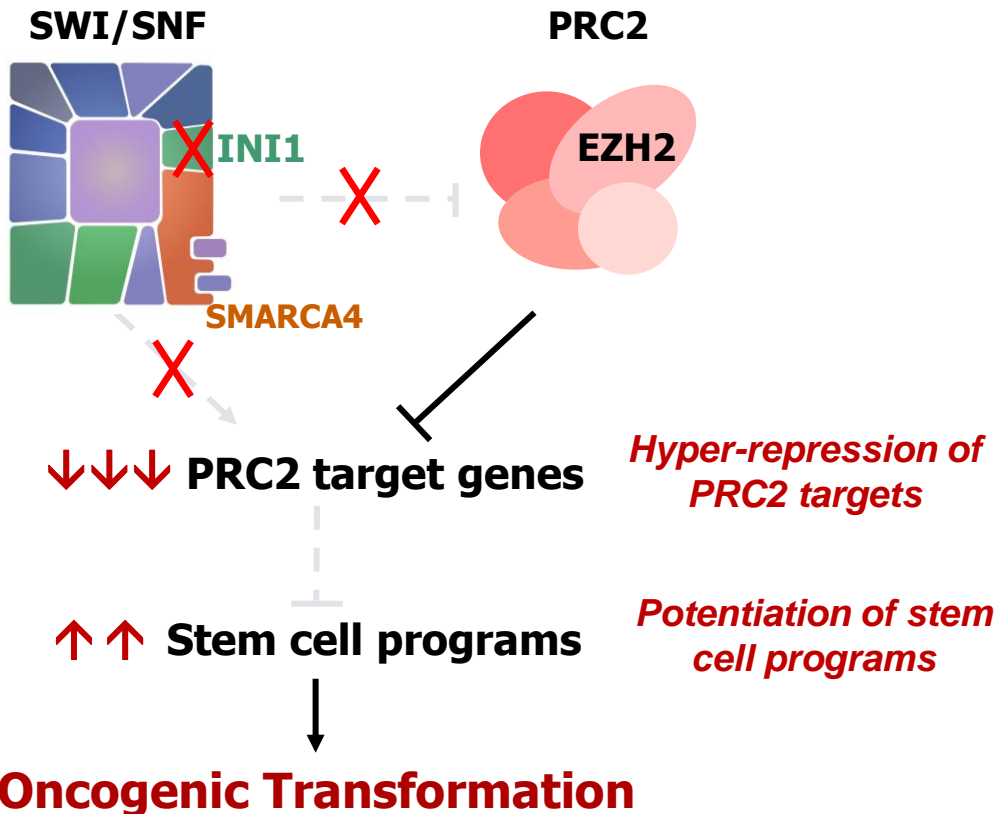 SWI/SNF
PRC2
INI1
EZH2
SMARCA4
↓↓↓ PRC2 target genes
Hyper-repression of
PRC2 targets
↑↑ Stem cell programs
Potentiation of stem
cell programs
Oncogenic Transformation